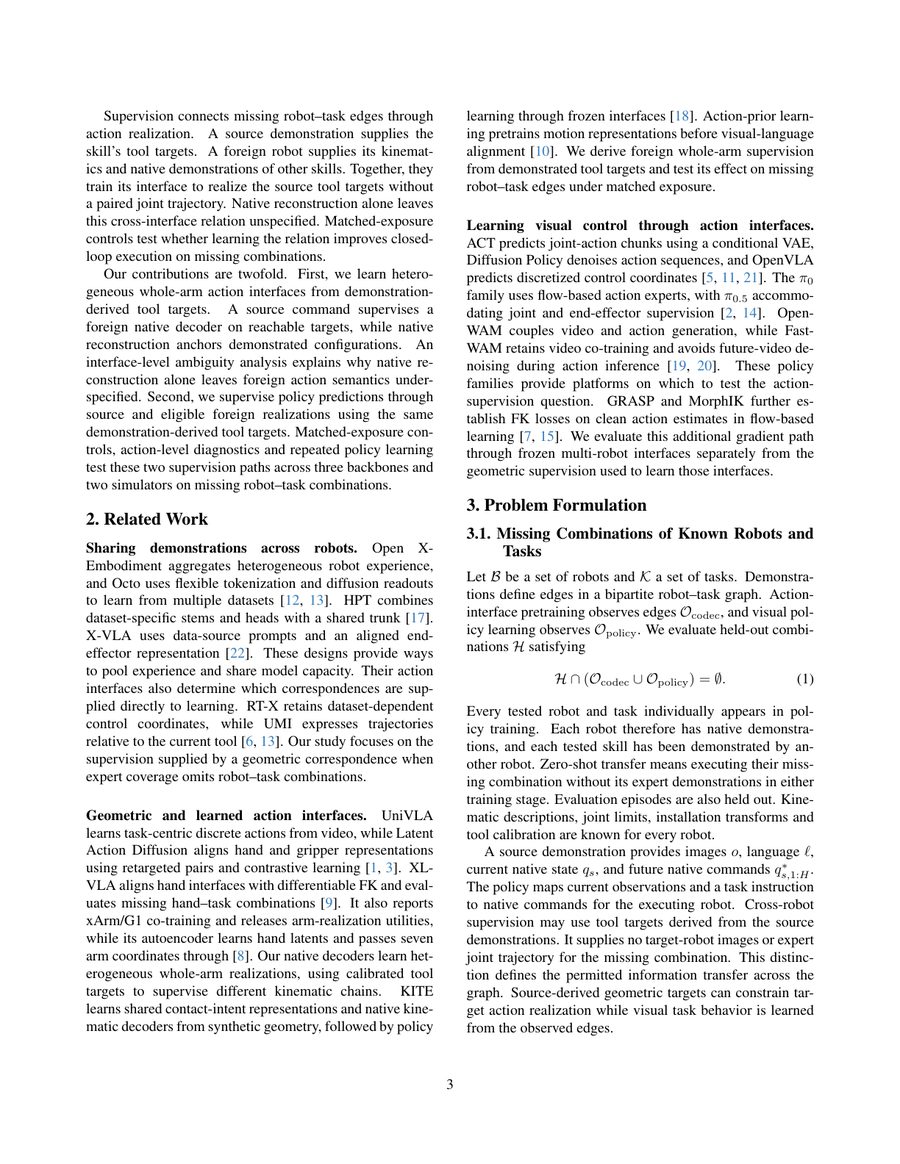 Supervision connects missing robot–task edges through
action realization. A source demonstration supplies the
skill's tool targets. A foreign robot supplies its kinemat-
ics and native demonstrations of other skills. Together, they
train its interface to realize the source tool targets without
a paired joint trajectory. Native reconstruction alone leaves
this cross-interface relation unspecified. Matched-exposure
controls test whether learning the relation improves closed-
loop execution on missing combinations.
Our contributions are twofold. First, we learn hetero-
geneous whole-arm action interfaces from demonstration-
derived tool targets. A source command supervises a
foreign native decoder on reachable targets, while native
reconstruction anchors demonstrated configurations. An
interface-level ambiguity analysis explains why native re-
construction alone leaves foreign action semantics under-
specified. Second, we supervise policy predictions through
source and eligible foreign realizations using the same
demonstration-derived tool targets. Matched-exposure con-
trols, action-level diagnostics and repeated policy learning
test these two supervision paths across three backbones and
two simulators on missing robot–task combinations.
2. Related Work
Sharing demonstrations across robots. Open X-
Embodiment aggregates heterogeneous robot experience,
and Octo uses flexible tokenization and diffusion readouts
to learn from multiple datasets [12, 13]. HPT combines
dataset-specific stems and heads with a shared trunk [17].
X-VLA uses data-source prompts and an aligned end-
effector representation [22]. These designs provide ways
to pool experience and share model capacity. Their action
interfaces also determine which correspondences are sup-
plied directly to learning. RT-X retains dataset-dependent
control coordinates, while UMI expresses trajectories
relative to the current tool [6, 13]. Our study focuses on the
supervision supplied by a geometric correspondence when
expert coverage omits robot–task combinations.
Geometric and learned action interfaces. UniVLA
learns task-centric discrete actions from video, while Latent
Action Diffusion aligns hand and gripper representations
using retargeted pairs and contrastive learning [1, 3]. XL-
VLA aligns hand interfaces with differentiable FK and eval-
uates missing hand–task combinations [9]. It also reports
xArm/G1 co-training and releases arm-realization utilities,
while its autoencoder learns hand latents and passes seven
arm coordinates through [8]. Our native decoders learn het-
erogeneous whole-arm realizations, using calibrated tool
targets to supervise different kinematic chains. KITE
learns shared contact-intent representations and native kine-
matic decoders from synthetic geometry, followed by policy
learning through frozen interfaces [18]. Action-prior learn-
ing pretrains motion representations before visual-language
alignment [10]. We derive foreign whole-arm supervision
from demonstrated tool targets and test its effect on missing
robot–task edges under matched exposure.
Learning visual control through action interfaces.
ACT predicts joint-action chunks using a conditional VAE,
Diffusion Policy denoises action sequences, and OpenVLA
predicts discretized control coordinates [5, 11, 21]. The π0
family uses flow-based action experts, with π0.5 accommo-
dating joint and end-effector supervision [2, 14]. Open-
WAM couples video and action generation, while Fast-
WAM retains video co-training and avoids future-video de-
noising during action inference [19, 20]. These policy
families provide platforms on which to test the action-
supervision question. GRASP and MorphIK further es-
tablish FK losses on clean action estimates in flow-based
learning [7, 15]. We evaluate this additional gradient path
through frozen multi-robot interfaces separately from the
geometric supervision used to learn those interfaces.
3. Problem Formulation
3.1. Missing Combinations of Known Robots and
Tasks
Let B be a set of robots and K a set of tasks. Demonstra-
tions define edges in a bipartite robot–task graph. Action-
interface pretraining observes edges Ocodec, and visual pol-
icy learning observes Opolicy. We evaluate held-out combi-
nations H satisfying
H ∩ (Ocodec ∪ Opolicy) = ∅. (1)
Every tested robot and task individually appears in pol-
icy training. Each robot therefore has native demonstra-
tions, and each tested skill has been demonstrated by an-
other robot. Zero-shot transfer means executing their miss-
ing combination without its expert demonstrations in either
training stage. Evaluation episodes are also held out. Kine-
matic descriptions, joint limits, installation transforms and
tool calibration are known for every robot.
A source demonstration provides images o, language ℓ,
current native state qs, and future native commands q*s,1:H.
The policy maps current observations and a task instruction
to native commands for the executing robot. Cross-robot
supervision may use tool targets derived from the source
demonstrations. It supplies no target-robot images or expert
joint trajectory for the missing combination. This distinc-
tion defines the permitted information transfer across the
graph. Source-derived geometric targets can constrain tar-
get action realization while visual task behavior is learned
from the observed edges.
3